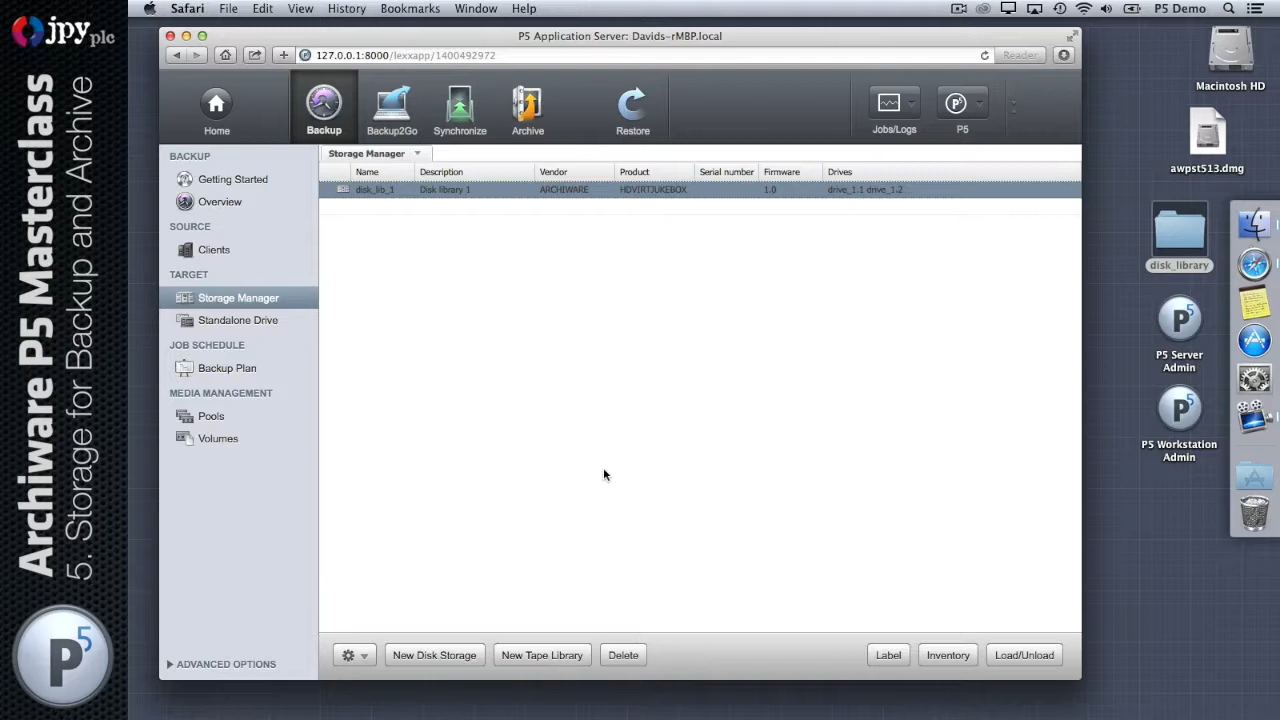 jpy plc
Archiware P5 Masterclass
5. Storage for Backup and Archive
P5
Safari File Edit View History Bookmarks Window Help
P5 Demo
P5 Application Server: Davids-rMBP.local
127.0.0.1:8000/lexxapp/1400492972
Reader
Home
Backup
Backup2Go
Synchronize
Archive
Restore
Jobs/Logs
P5
BACKUP
Getting Started
Overview
SOURCE
Clients
TARGET
Storage Manager
Standalone Drive
JOB SCHEDULE
Backup Plan
MEDIA MANAGEMENT
Pools
Volumes
ADVANCED OPTIONS
Storage Manager
Name Description Vendor Product Serial number Firmware Drives
disk_lib_1 Disk library 1 ARCHIWARE HDVIRTJUKEBOX 1.0 drive_1.1 drive_1.2
New Disk Storage
New Tape Library
Delete
Label
Inventory
Load/Unload
Macintosh HD
awpst513.dmg
disk_library
P5
P5 Server
Admin
P5
P5 Workstation
Admin